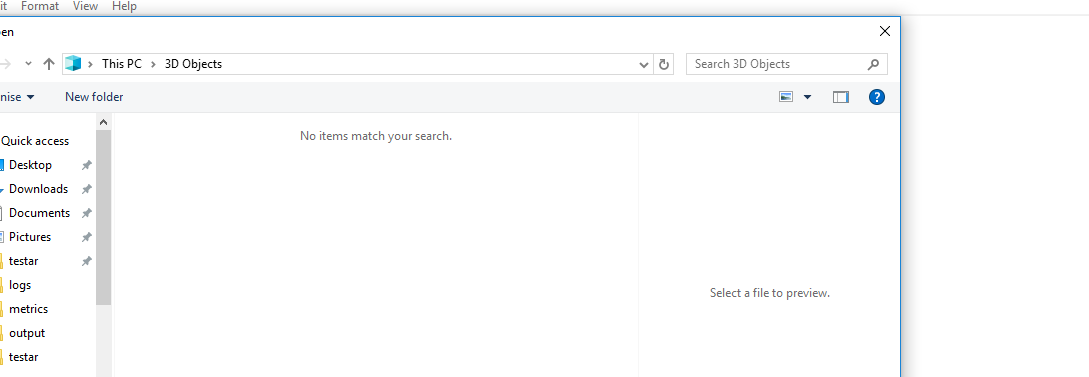 it Format View Help
en
This PC 3D Objects Search 3D Objects
nise New folder ?
No items match your search.
Quick access
Desktop
Downloads
Documents
Pictures
testar
logs
Select a file to preview.
metrics
output
testar